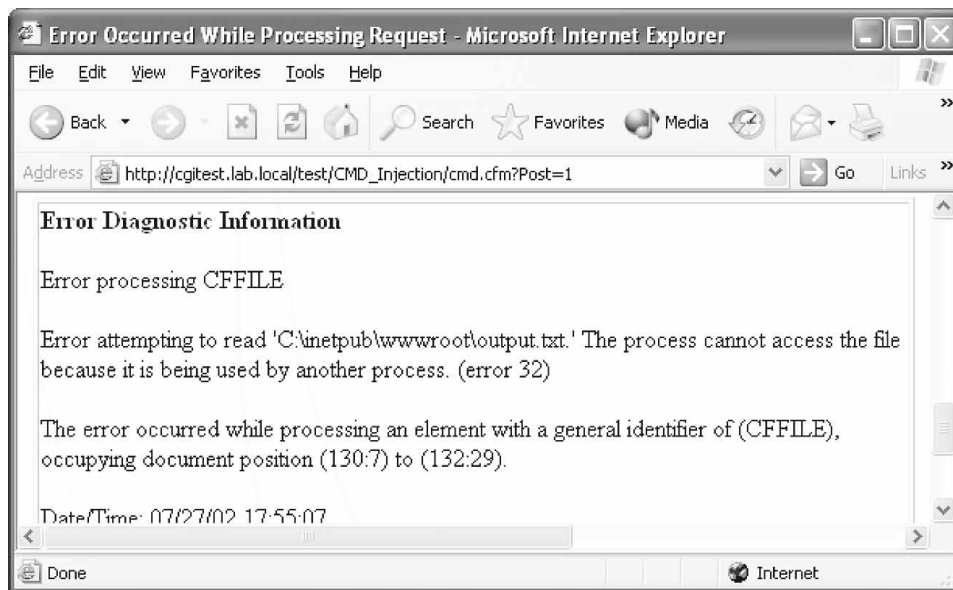 Error Occurred While Processing Request - Microsoft Internet Explorer
File Edit View Favorites Tools Help
Back Search Favorites Media »
Address http://cgitest.lab.local/test/CMD_Injection/cmd.cfm?Post=1 Go Links »
Error Diagnostic Information
Error processing CFFILE
Error attempting to read 'C:\inetpub\wwwroot\output.txt.' The process cannot access the file
because it is being used by another process. (error 32)
The error occurred while processing an element with a general identifier of (CFFILE),
occupying document position (130:7) to (132:29).
Date/Time: 07/27/02 17:55:07
Done Internet